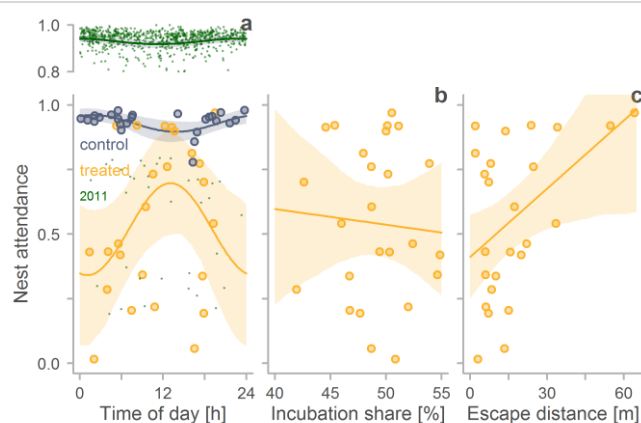 1.0
0.8
a
1.0
0.5
0.0
Nest attendance
control
treated
2011
0 6 12 18 24
Time of day [h]
b
40 45 50 55
Incubation share [%]
c
0 20 40 60
Escape distance [m]